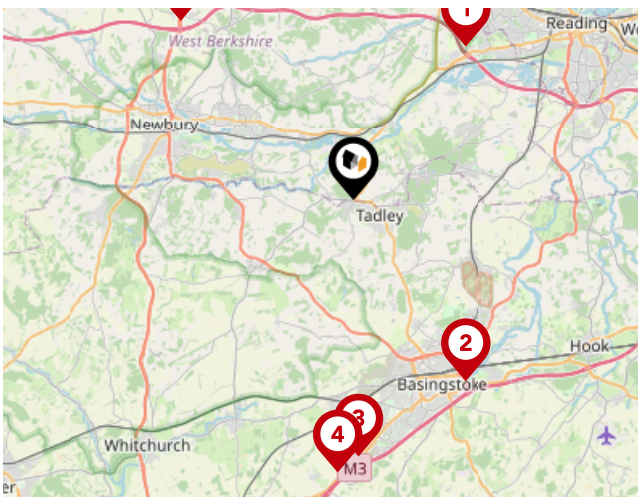 1
Reading
West Berkshire
Newbury
Tadley
2
Hook
Basingstoke
3
4
Whitchurch
M3